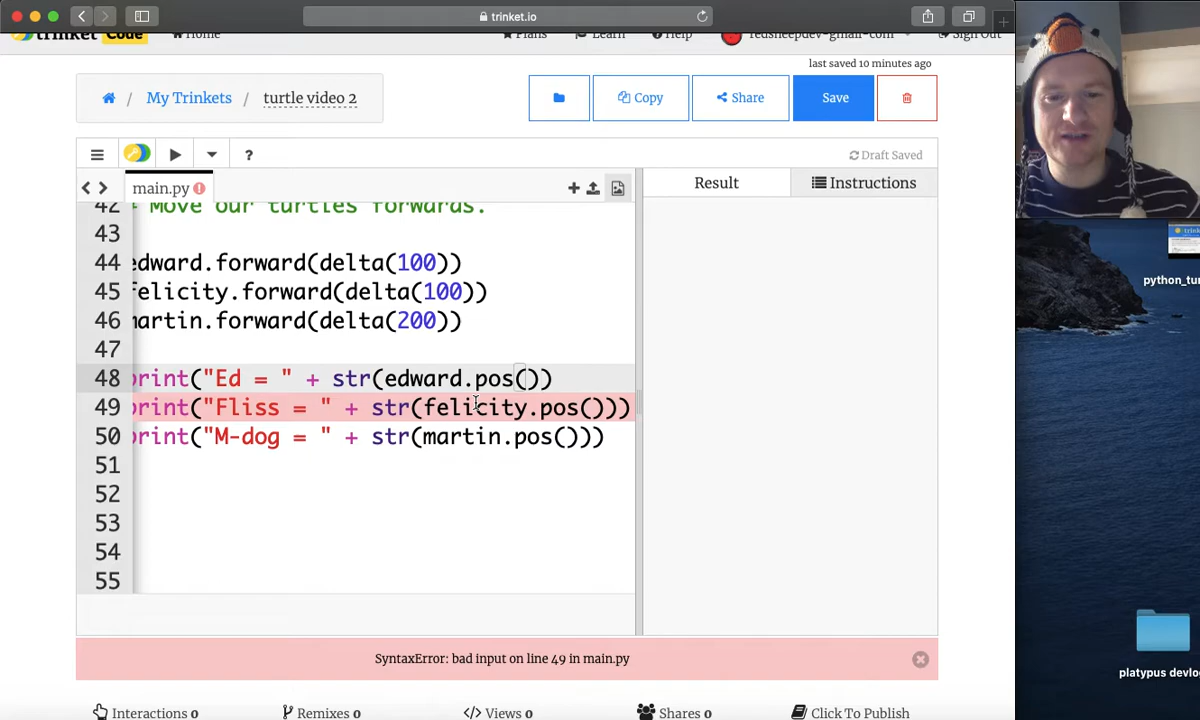 trinket.io
trinket Code Home Plans Learn Help redsheepdev-gmail-com Sign Out
last saved 10 minutes ago
/ My Trinkets / turtle video 2
Copy Share Save
? Draft Saved
main.py Result Instructions
42 # Move our turtles forwards.
43
44 edward.forward(delta(100))
45 felicity.forward(delta(100))
46 martin.forward(delta(200))
47
48 print("Ed = " + str(edward.pos())
49 print("Fliss = " + str(felicity.pos()))
50 print("M-dog = " + str(martin.pos()))
51
52
53
54
55
SyntaxError: bad input on line 49 in main.py
Interactions 0 Remixes 0 Views 0 Shares 0 Click To Publish
python_tur
platypus devlo